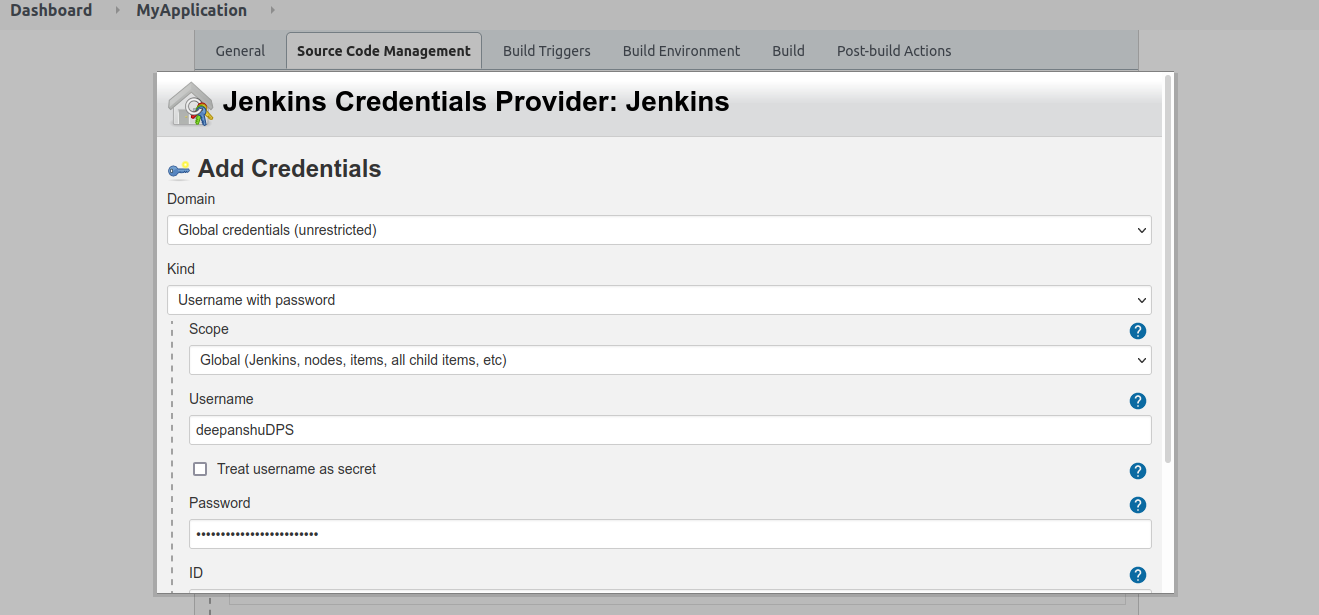 Dashboard MyApplication
General Source Code Management Build Triggers Build Environment Build Post-build Actions
Jenkins Credentials Provider: Jenkins
Add Credentials
Domain
Global credentials (unrestricted)
Kind
Username with password
Scope
?
Global (Jenkins, nodes, items, all child items, etc)
Username
?
deepanshuDPS
Treat username as secret
?
Password
?
•••••••••••••••••••••••••
ID
?